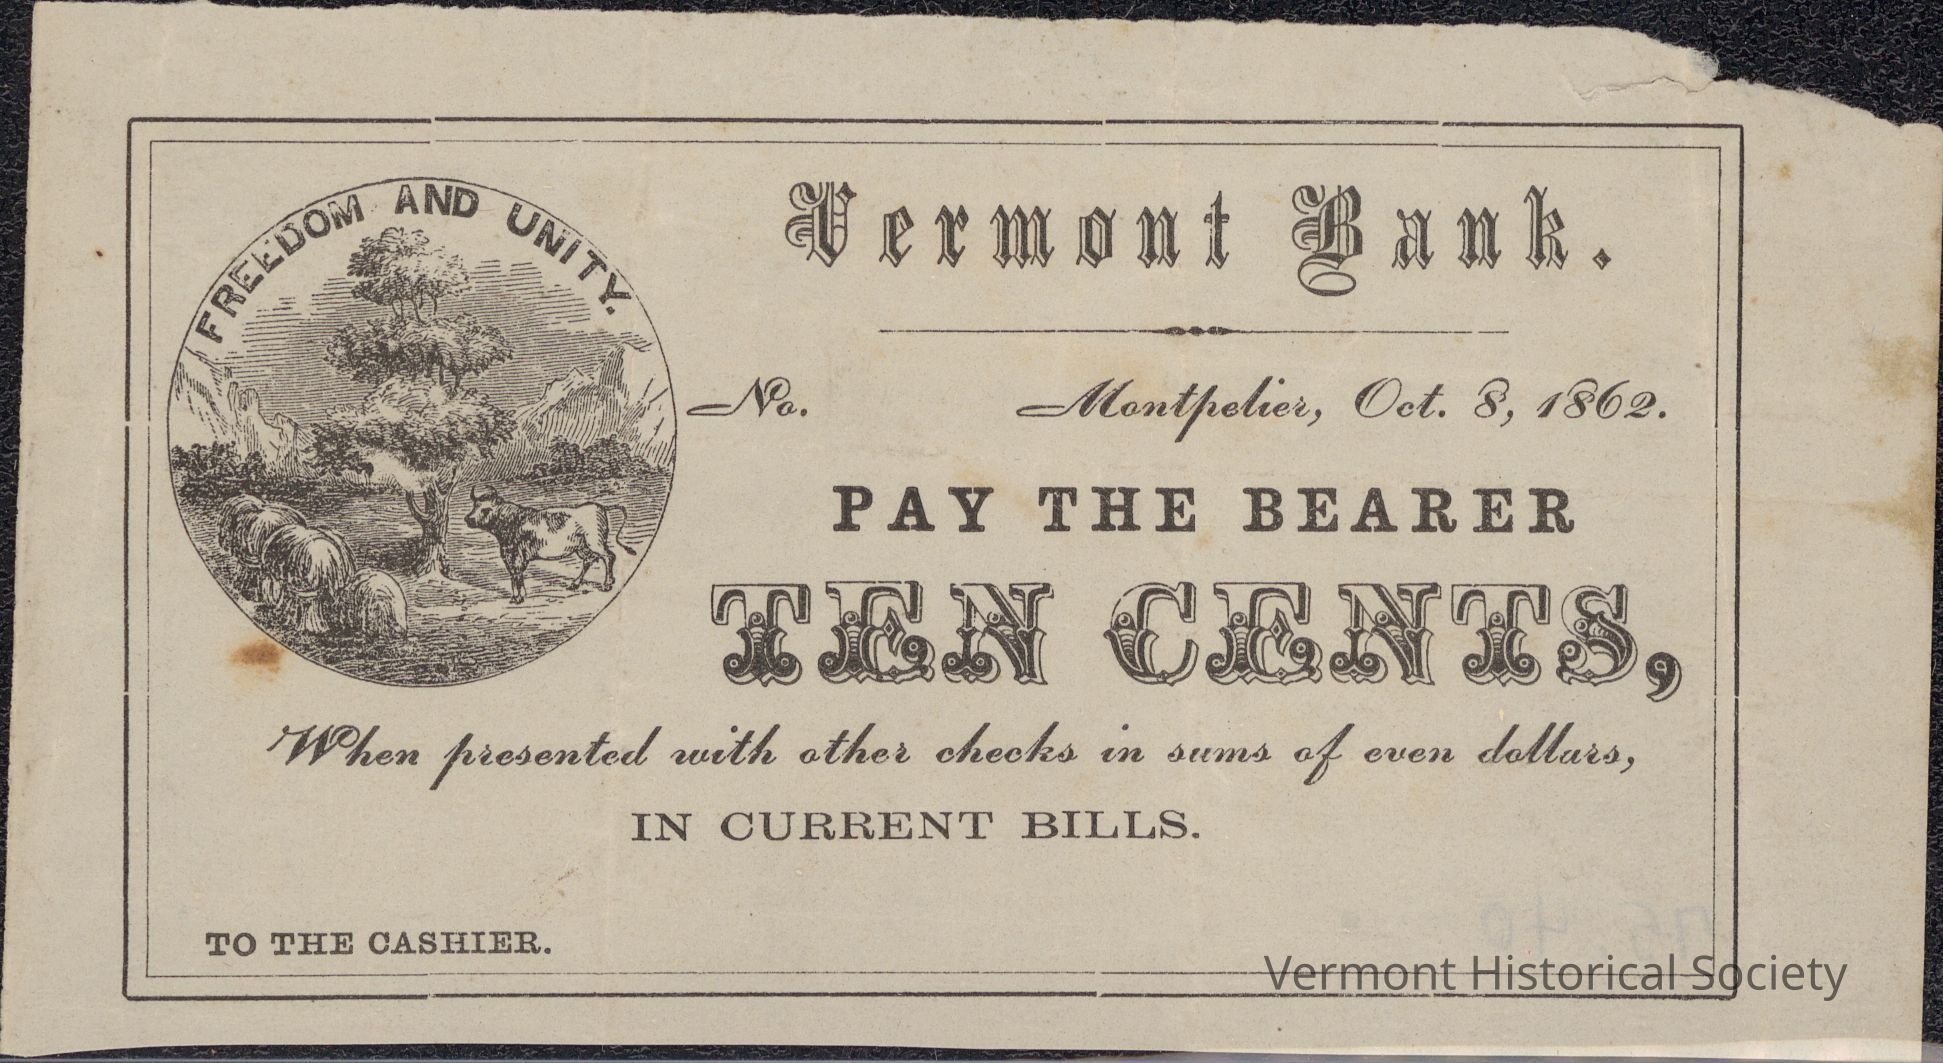 FREEDOM AND UNITY.
Vermont Bank.
No. Montpelier, Oct. 8, 1862.
PAY THE BEARER
TEN CENTS,
When presented with other checks in sums of even dollars,
IN CURRENT BILLS.
TO THE CASHIER.
Vermont Historical Society